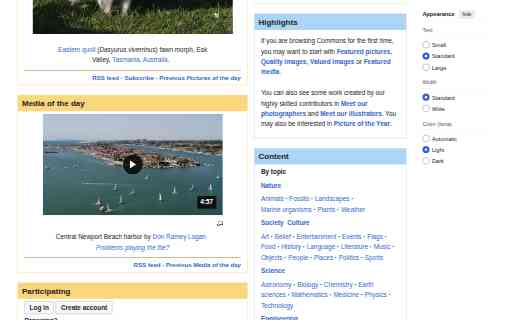 Eastern quoll (Dasyurus viverrinus) fawn morph, Esk
Valley, Tasmania, Australia.
RSS feed · Subscribe · Previous Pictures of the day
Media of the day
4:57
Central Newport Beach harbor by Don Ramey Logan.
Problems playing the file?
RSS feed · Previous Media of the day
Participating
Log in Create account
Highlights
If you are browsing Commons for the first time,
you may want to start with Featured pictures,
Quality images, Valued images or Featured
media.
You can also see some work created by our
highly skilled contributors in Meet our
photographers and Meet our illustrators. You
may also be interested in Picture of the Year.
Content
By topic
Nature
Animals · Fossils · Landscapes ·
Marine organisms · Plants · Weather
Society Culture
Art · Belief · Entertainment · Events · Flags ·
Food · History · Language · Literature · Music ·
Objects · People · Places · Politics · Sports
Science
Astronomy · Biology · Chemistry · Earth
sciences · Mathematics · Medicine · Physics ·
Technology
Engineering
Appearance hide
Text
Small
Standard
Large
Width
Standard
Wide
Color (beta)
Automatic
Light
Dark